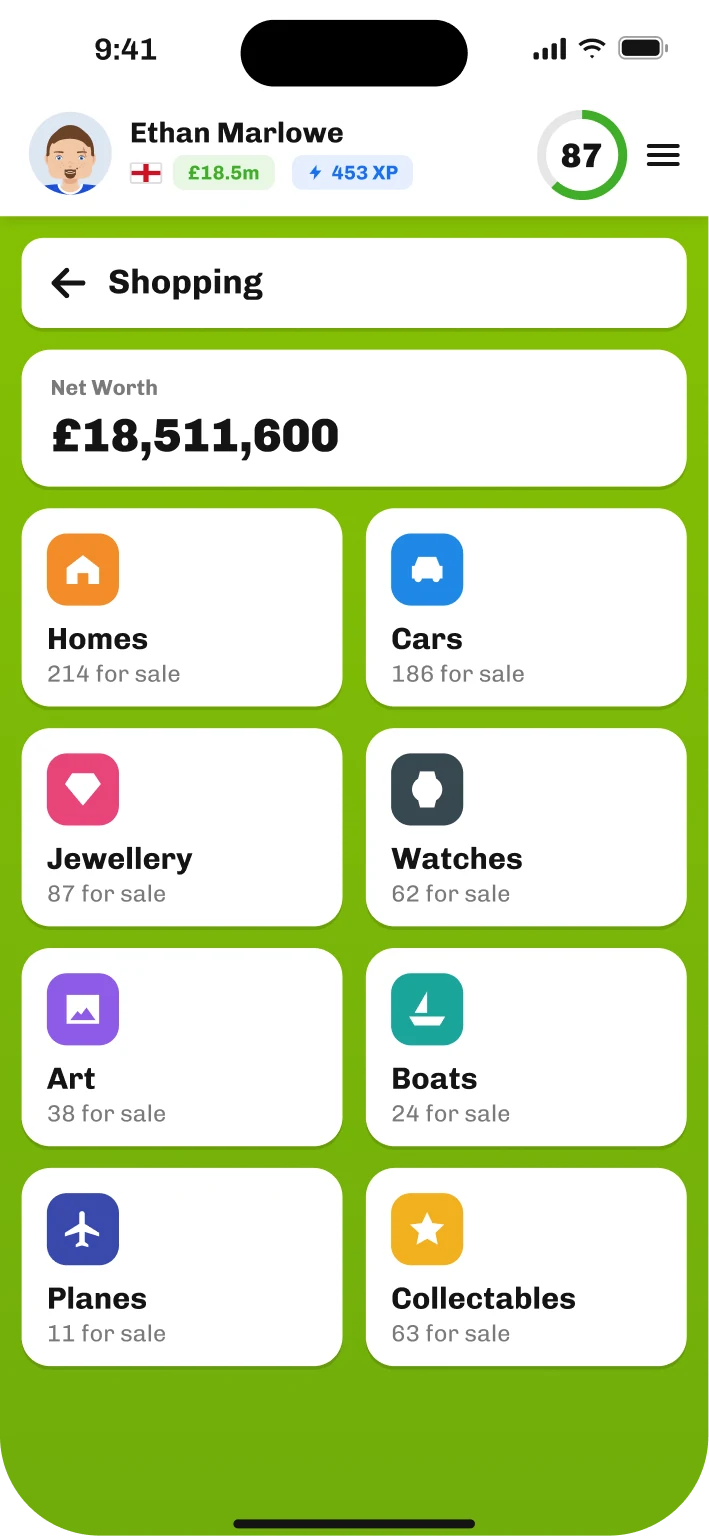 9:41
Ethan Marlowe
£18.5m
453 XP
87
Shopping
Net Worth
£18,511,600
Homes
214 for sale
Cars
186 for sale
Jewellery
87 for sale
Watches
62 for sale
Art
38 for sale
Boats
24 for sale
Planes
11 for sale
Collectables
63 for sale